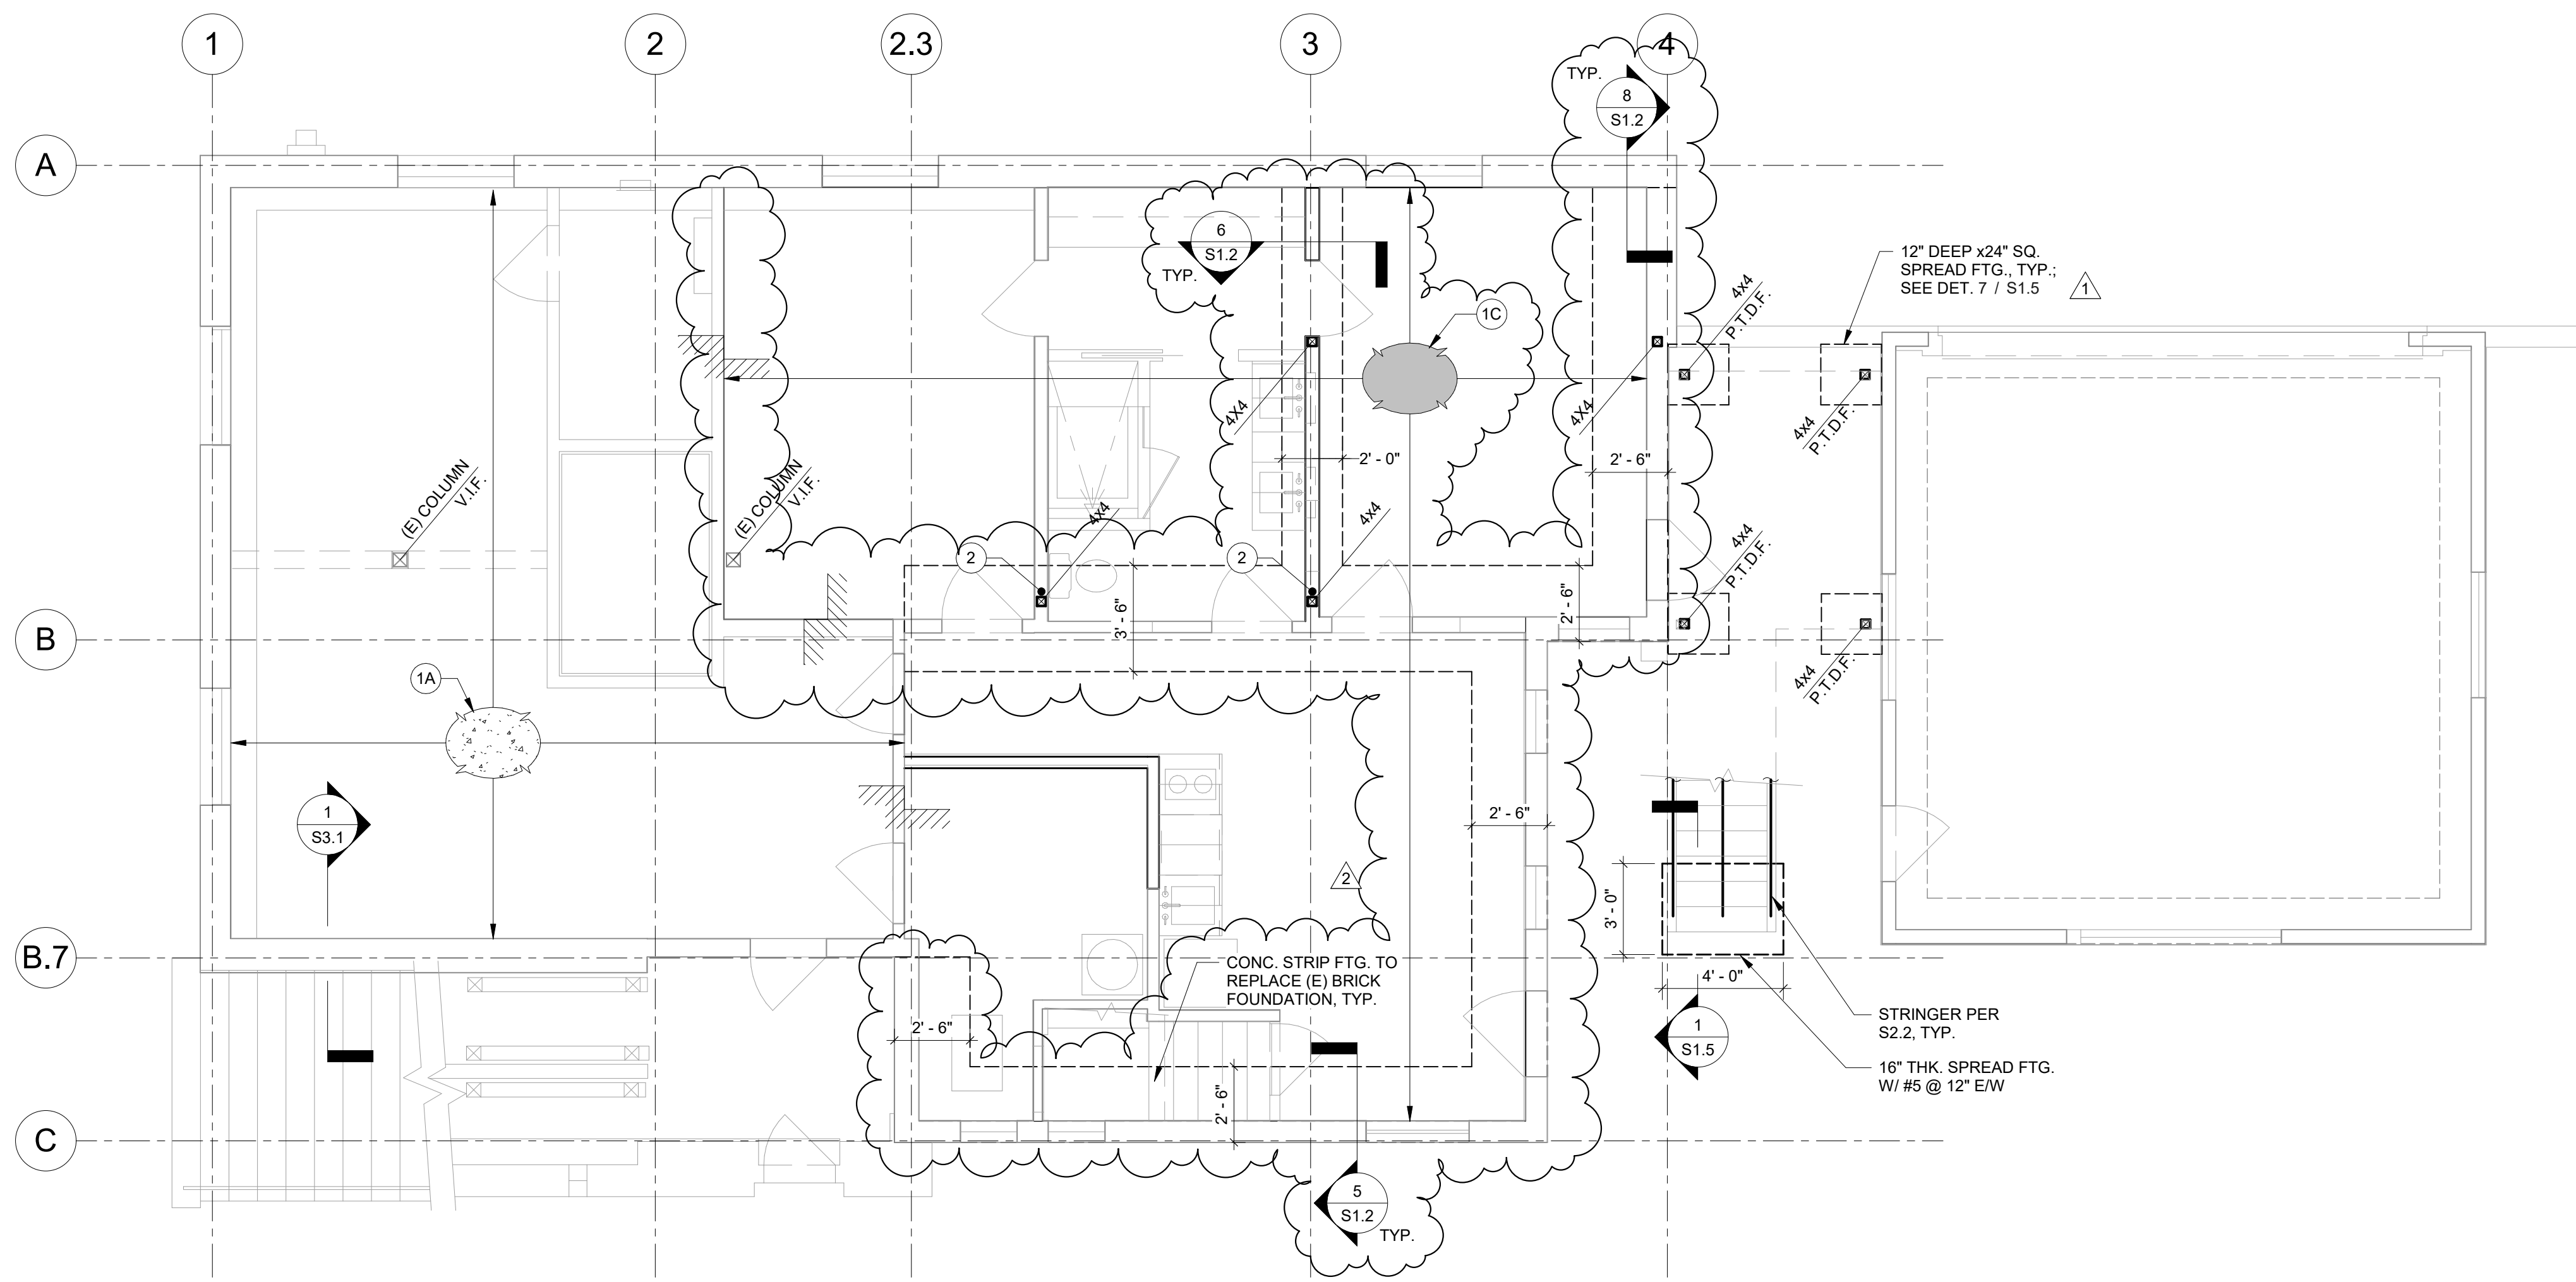 1
2
2.3
3
4
A
B
B.7
C
TYP.
8
S1.2
6
S1.2
TYP.
12" DEEP x24" SQ.
SPREAD FTG., TYP.;
SEE DET. 7 / S1.5
1
4x4
P.T.D.F.
1C
4X4
4X4
4x4
P.T.D.F.
2' - 0"
2' - 6"
(E) COLUMN
V.I.F.
(E) COLUMN
V.I.F.
4x4
4x4
2
2
4x4
P.T.D.F.
3' - 6"
2' - 6"
4x4
P.T.D.F.
1A
1
S3.1
2' - 6"
2
3' - 0"
CONC. STRIP FTG. TO
REPLACE (E) BRICK
FOUNDATION, TYP.
4' - 0"
2' - 6"
1
S1.5
STRINGER PER
S2.2, TYP.
16" THK. SPREAD FTG.
W/ #5 @ 12" E/W
2' - 6"
5
S1.2
TYP.